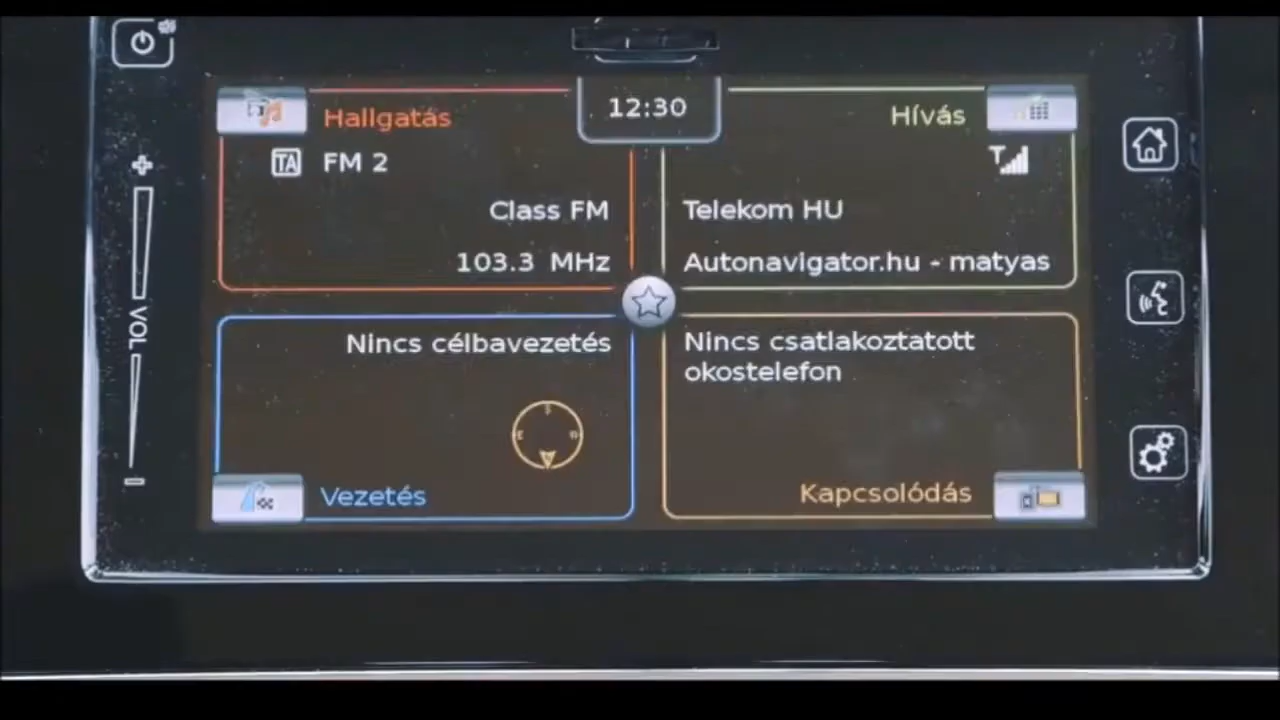 12:30
Hallgatás
TA FM 2
Class FM
103.3 MHz
Hívás
Telekom HU
Autonavigator.hu - matyas
Nincs célbavezetés
Vezetés
Nincs csatlakoztatott
okostelefon
Kapcsolódás
VOL